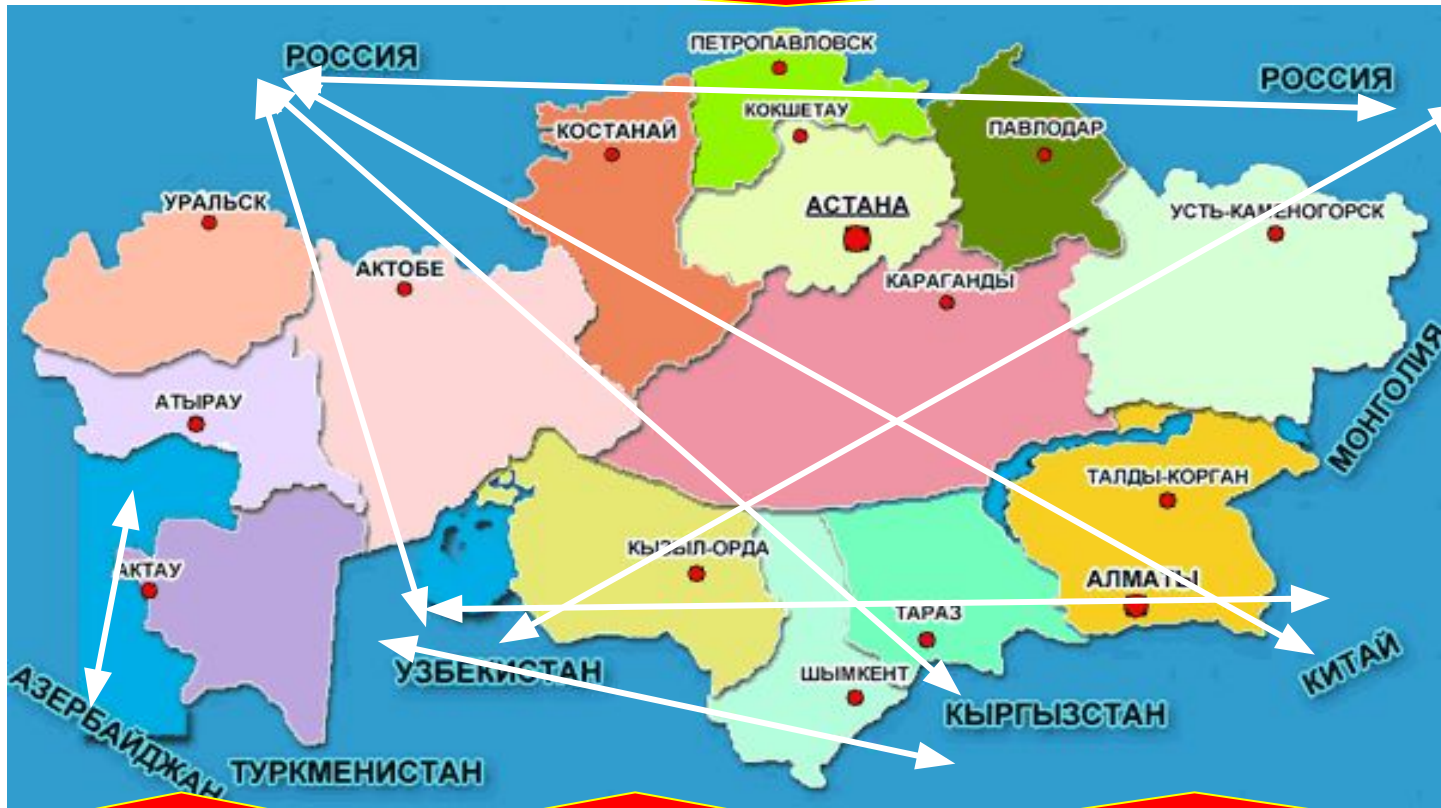 ПЕТРОПАВЛОВСК
РОССИЯ
РОССИЯ
КОКШЕТАУ
КОСТАНАЙ
ПАВЛОДАР
УРАЛЬСК
АСТАНА
УСТЬ-КАМЕНОГОРСК
АКТОБЕ
КАРАГАНДЫ
МОНГОЛИЯ
АТЫРАУ
ТАЛДЫ-КОРГАН
КЫЗЫЛ-ОРДА
АКТАУ
АЛМАТЫ
ТАРАЗ
УЗБЕКИСТАН
ШЫМКЕНТ
КИТАЙ
КЫРГЫЗСТАН
АЗЕРБАЙДЖАН
ТУРКМЕНИСТАН